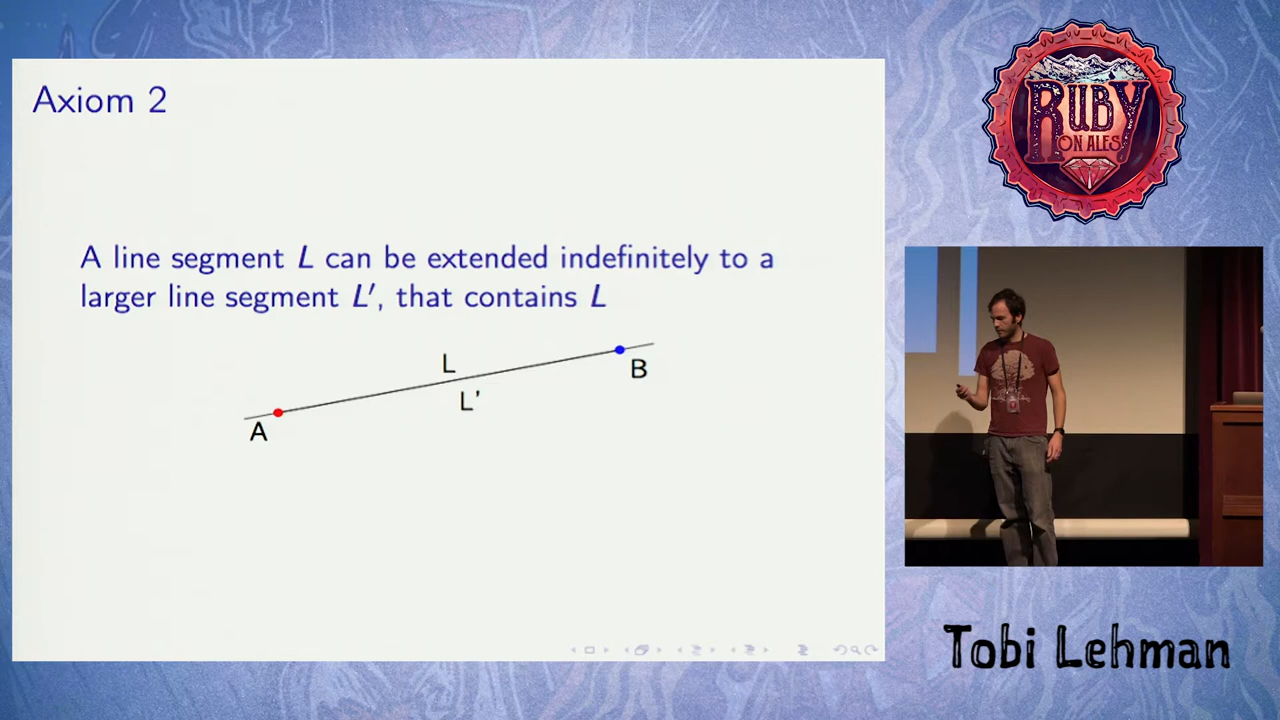 Axiom 2
A line segment L can be extended indefinitely to a
larger line segment L′, that contains L
L
B
L'
A
RUBY
ON ALES
Tobi Lehman